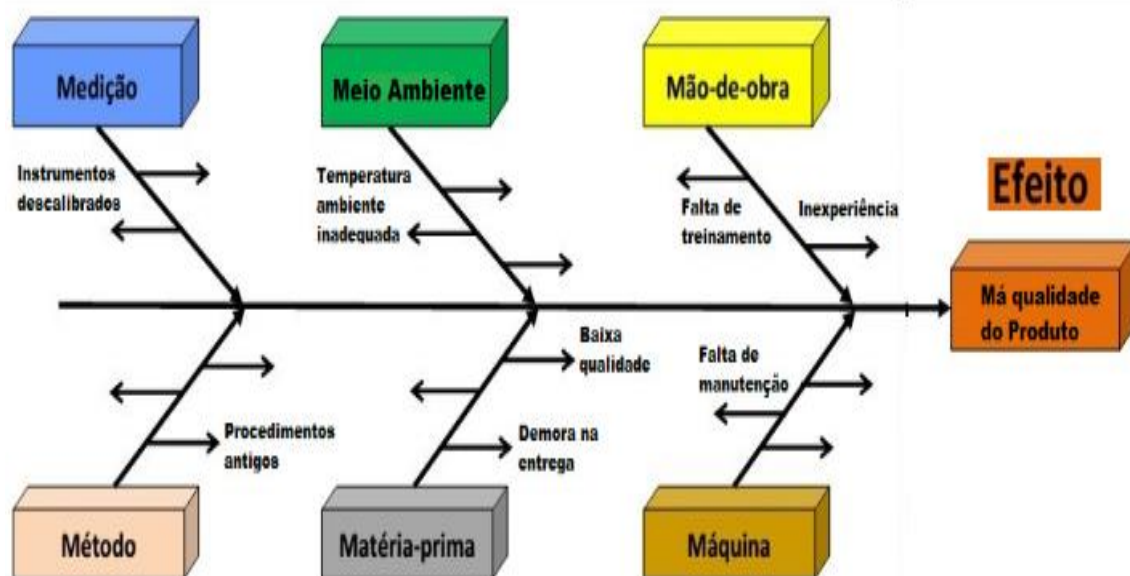 Medição
Meio Ambiente
Mão-de-obra
Instrumentos
descalibrados
Temperatura
ambiente
inadequada
Falta de
treinamento
Inexperiência
Efeito
Má qualidade
do Produto
Baixa
qualidade
Falta de
manutenção
Procedimentos
antigos
Demora na
entrega
Método
Matéria-prima
Máquina